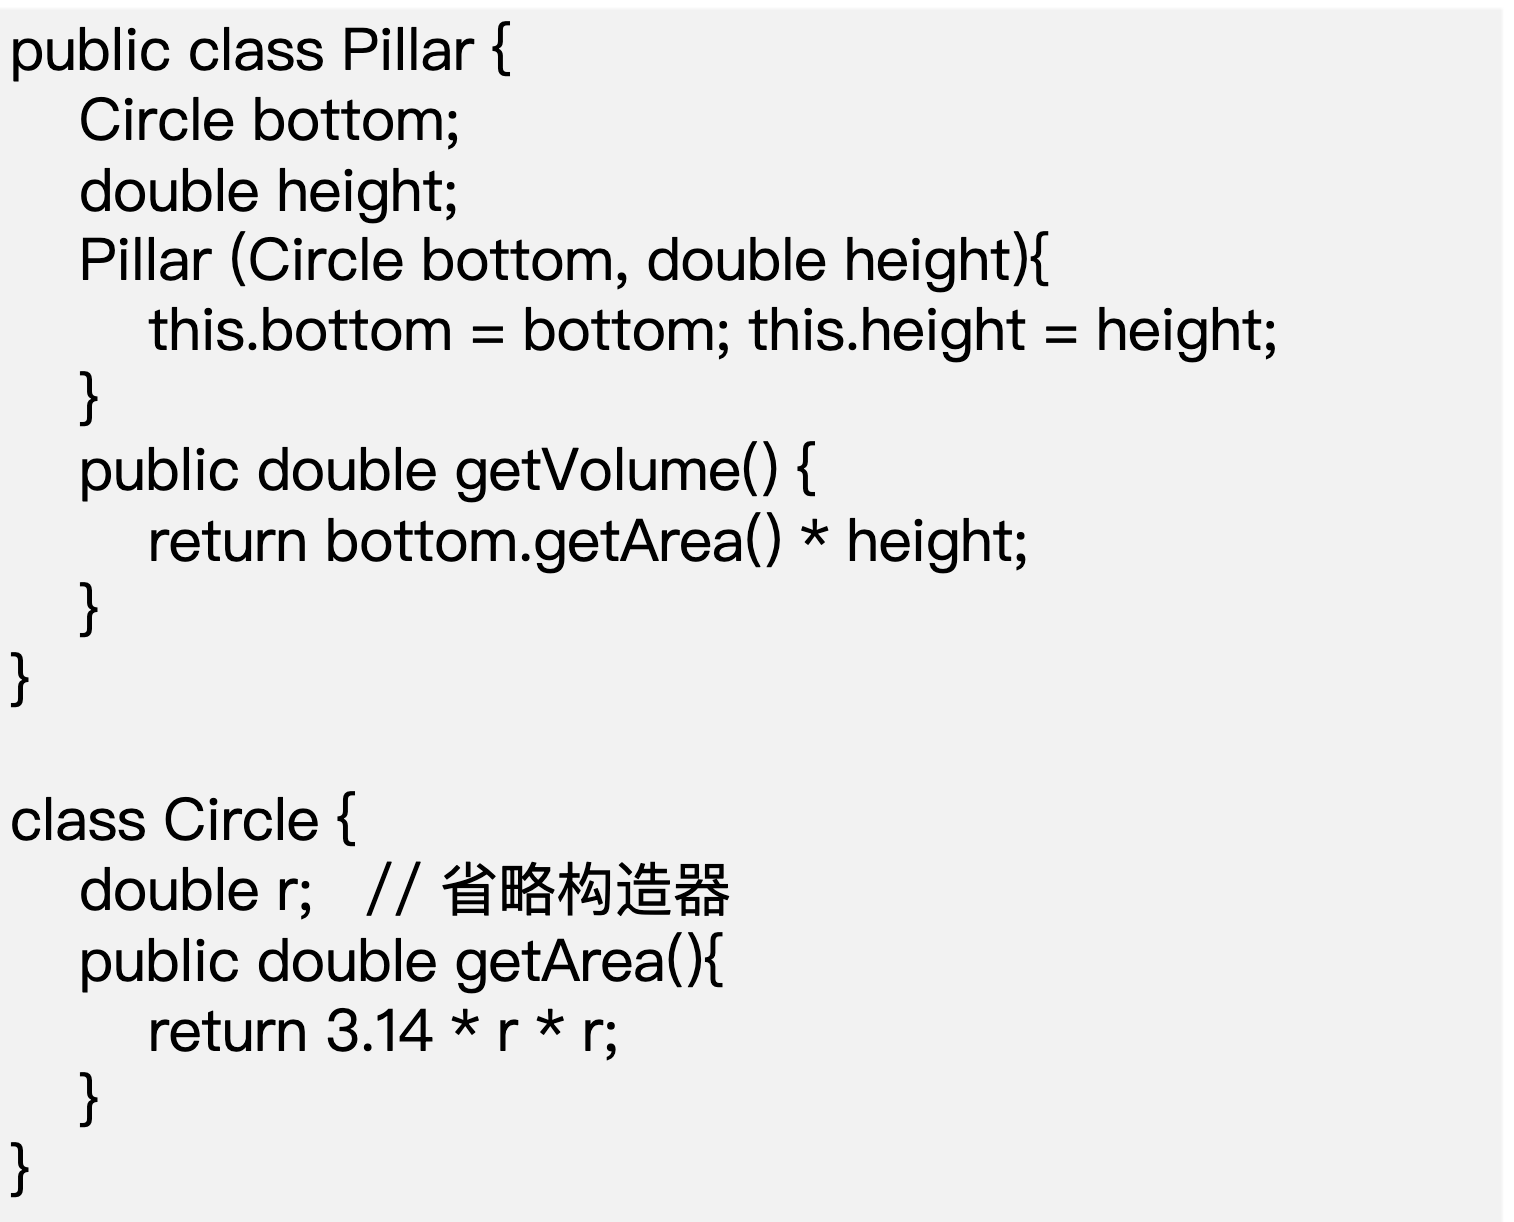 public class Pillar {
Circle bottom;
double height;
Pillar (Circle bottom, double height){
this.bottom = bottom; this.height = height;
}
public double getVolume() {
return bottom.getArea() * height;
}
}
class Circle {
double r; // 省略构造器
public double getArea(){
return 3.14 * r * r;
}
}